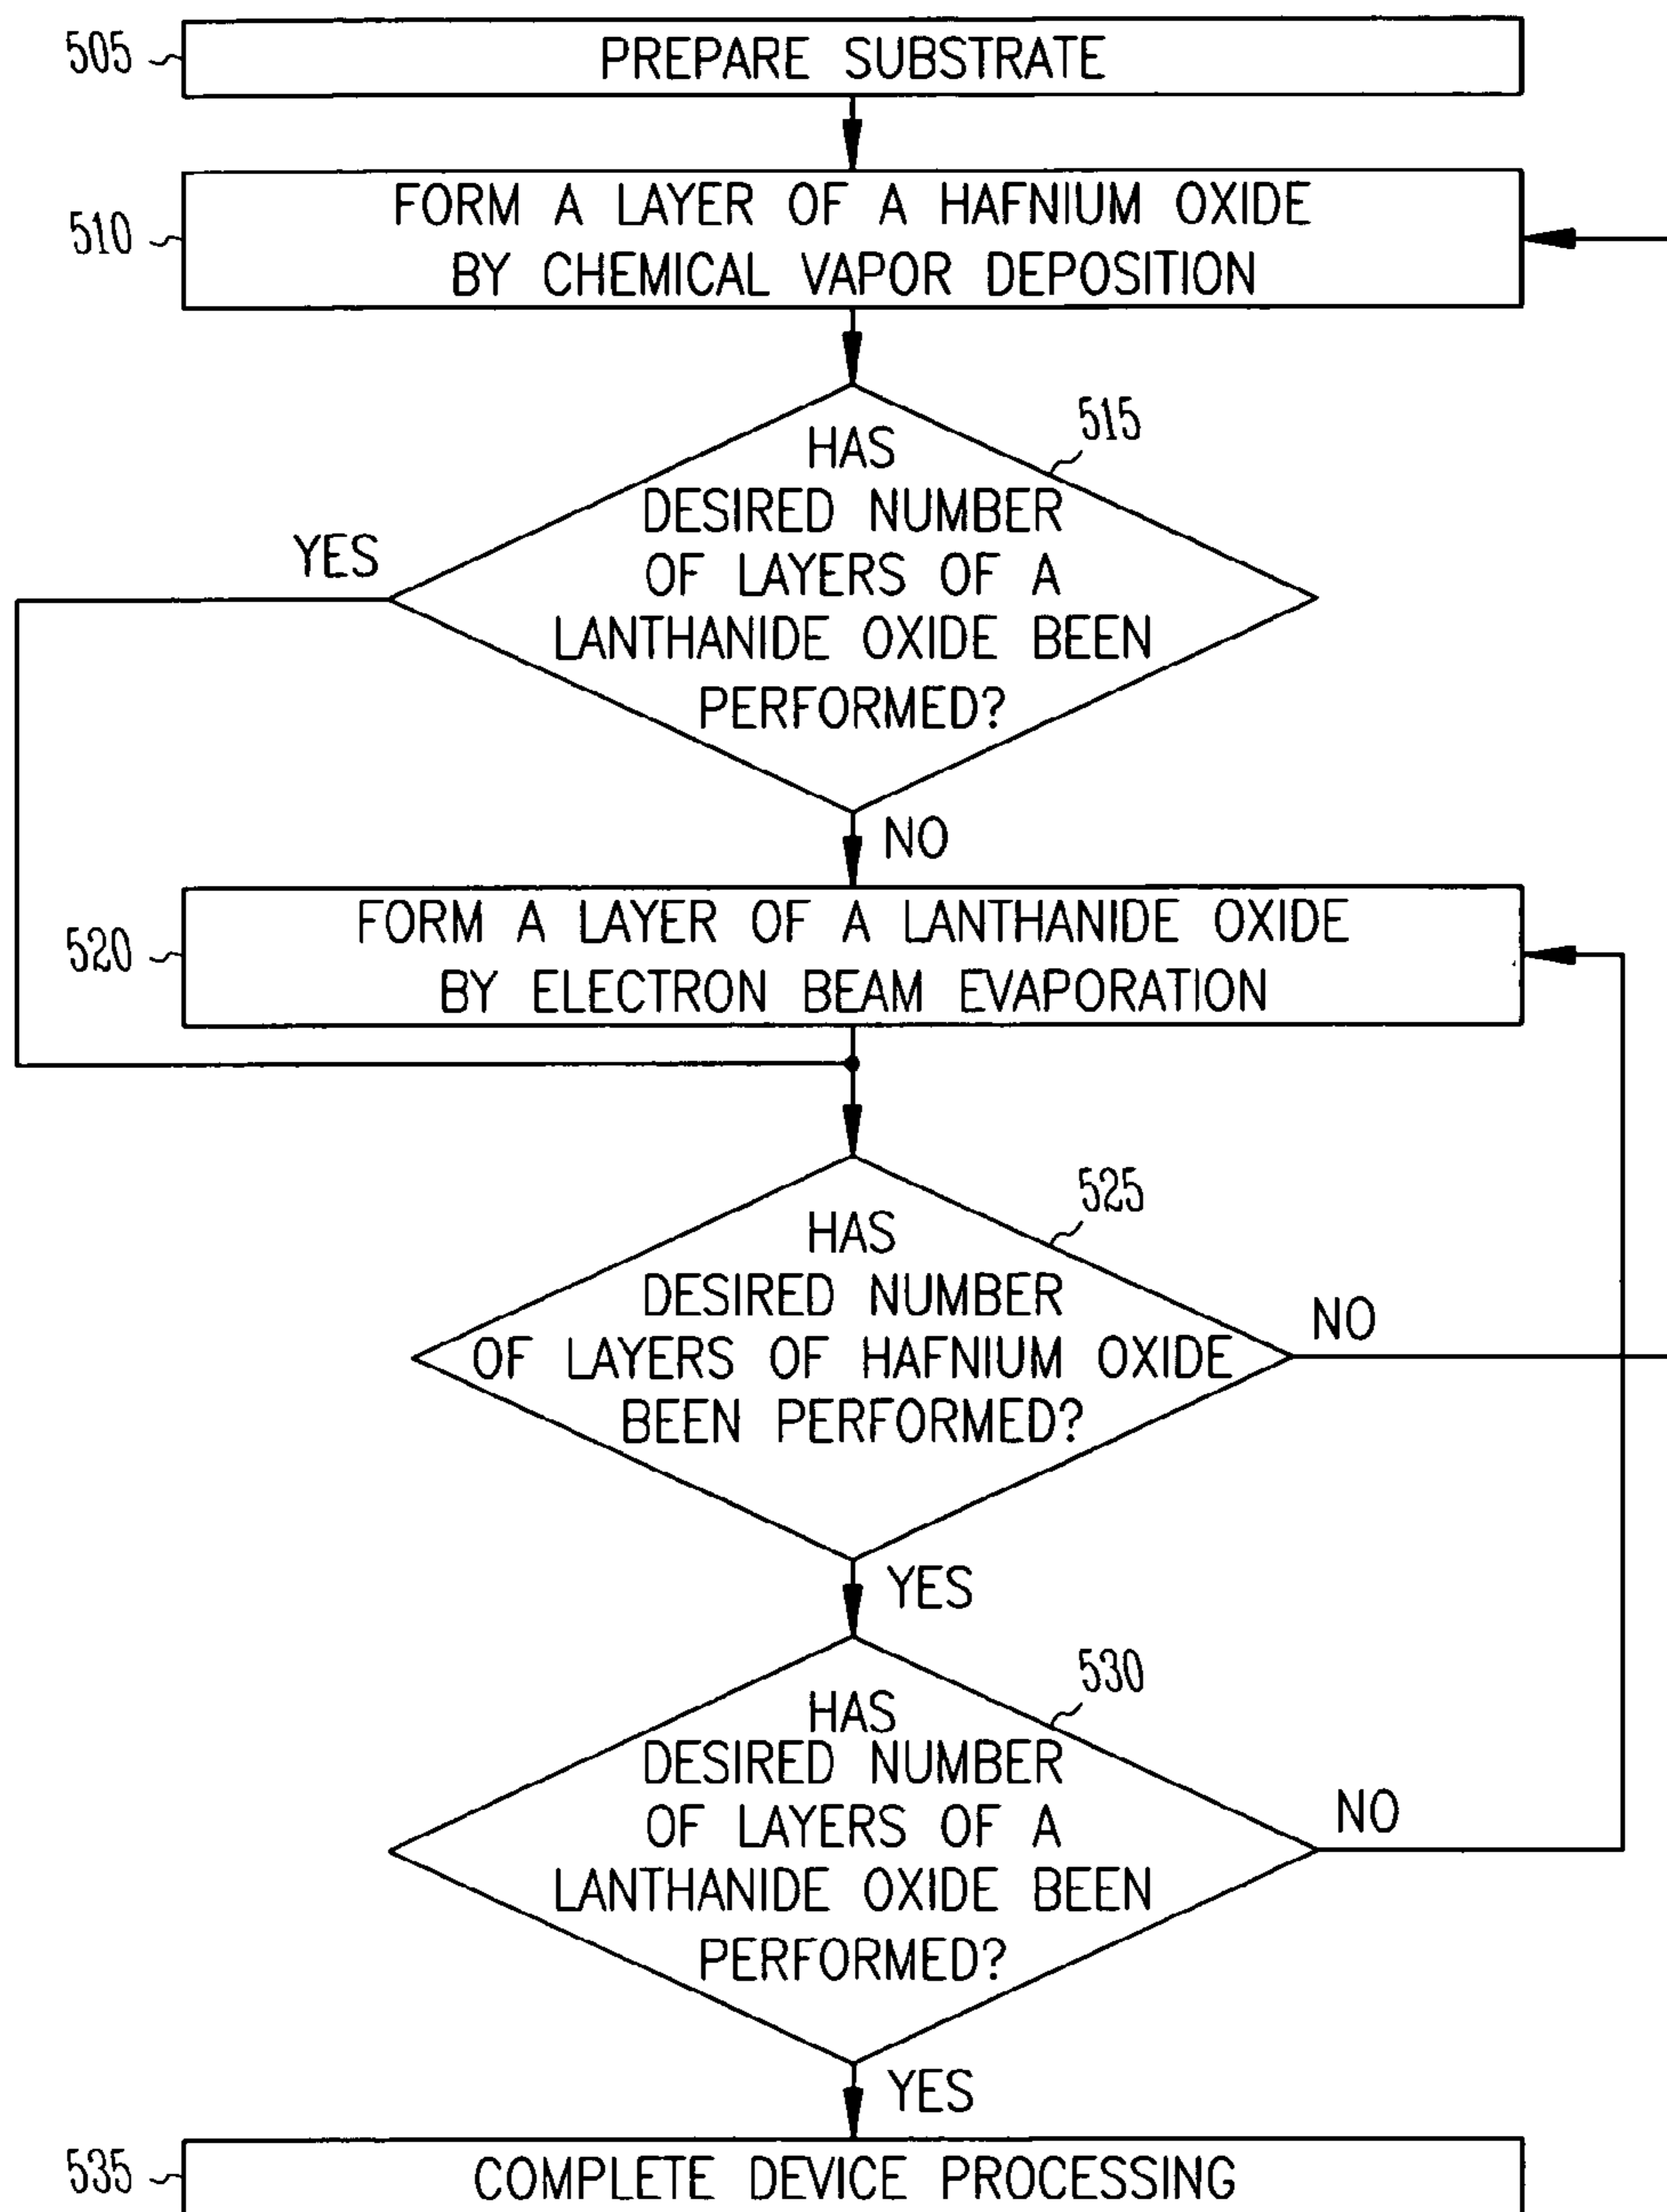 505
PREPARE SUBSTRATE
510
FORM A LAYER OF A HAFNIUM OXIDE
BY CHEMICAL VAPOR DEPOSITION
515
HAS
DESIRED NUMBER
OF LAYERS OF A
LANTHANIDE OXIDE BEEN
PERFORMED?
YES
NO
520
FORM A LAYER OF A LANTHANIDE OXIDE
BY ELECTRON BEAM EVAPORATION
525
HAS
DESIRED NUMBER
OF LAYERS OF HAFNIUM OXIDE
BEEN PERFORMED?
NO
YES
530
HAS
DESIRED NUMBER
OF LAYERS OF A
LANTHANIDE OXIDE BEEN
PERFORMED?
NO
YES
535
COMPLETE DEVICE PROCESSING